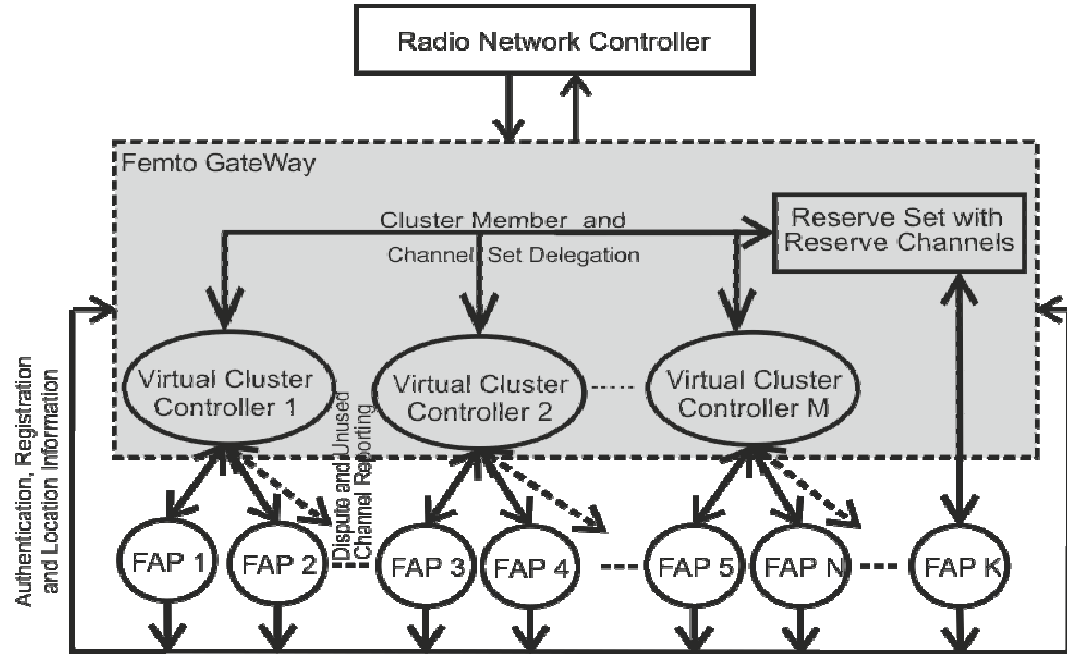 Radio Network Controller
Femto GateWay
Cluster Member and
Channel Set Delegation
Reserve Set with
Reserve Channels
Virtual Cluster
Controller 1
Virtual Cluster
Controller 2
.....
Virtual Cluster
Controller M
Authentication, Registration
and Location Information
Dispute and Unused
Channel Reporting
FAP 1
FAP 2
FAP 3
FAP 4
FAP 5
FAP N
FAP K